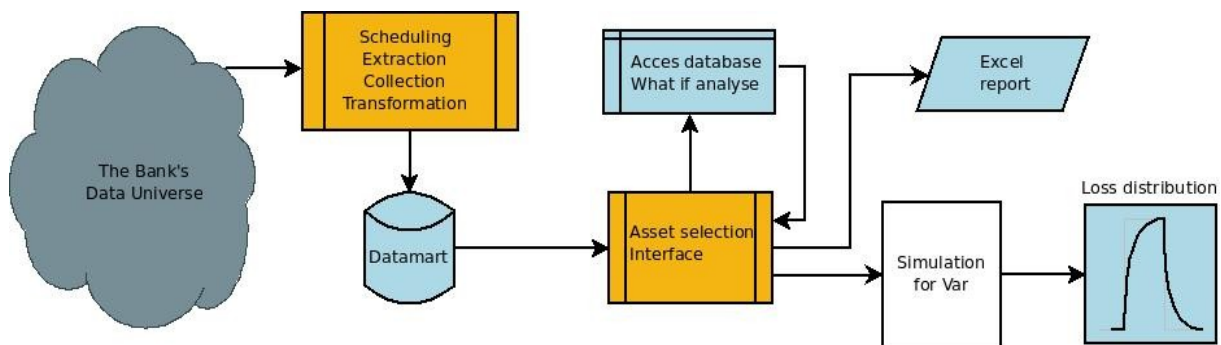 The Bank's
Data Universe
Scheduling
Extraction
Collection
Transformation
Datamart
Acces database
What if analyse
Asset selection
Interface
Excel
report
Simulation
for Var
Loss distribution